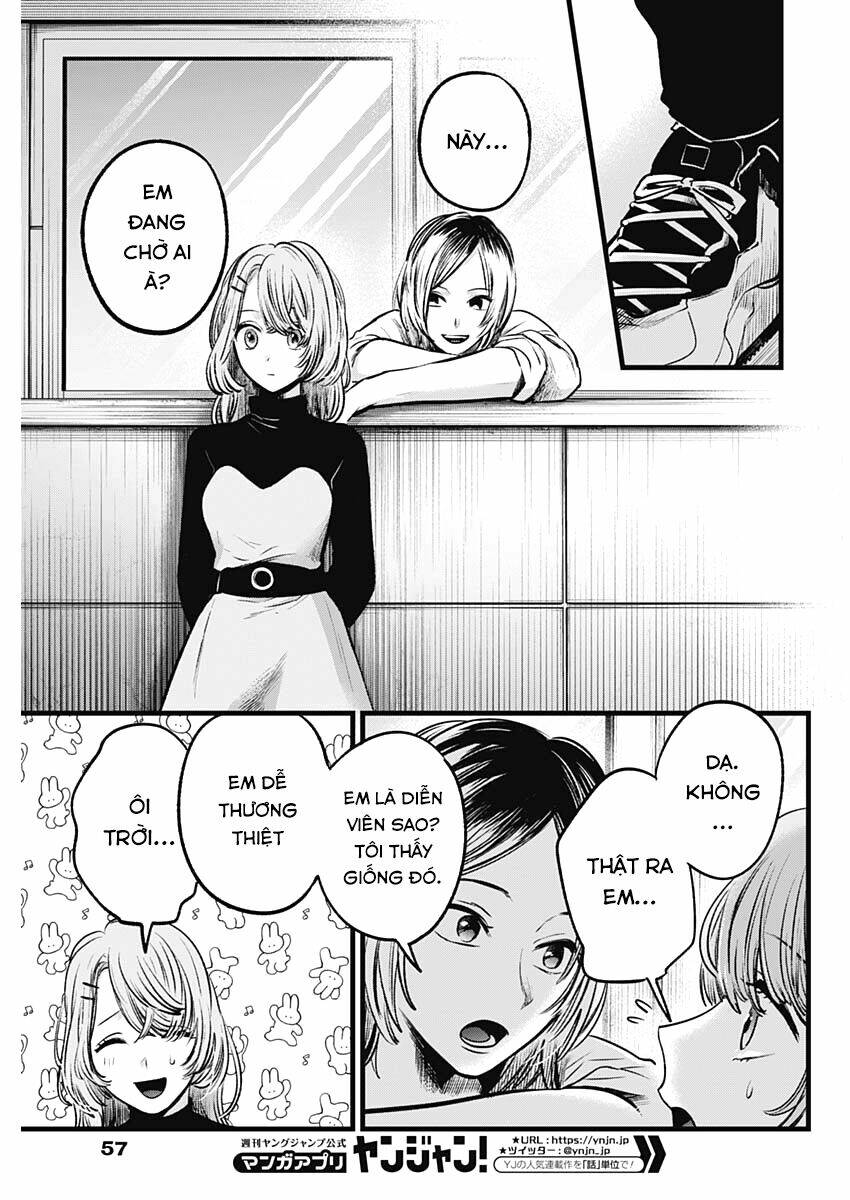 NÀY...
EM
ĐANG
CHỜ AI
À?
DẠ.
KHÔNG
...
THẬT RA
EM...
EM LÀ DIỄN
VIÊN SAO?
TÔI THẤY
GIỐNG ĐÓ.
EM DỄ
THƯƠNG
THIỆT
ÔI
TRỜI...
57
週刊ヤングジャンプ公式
マンガアプリ
ヤンジャン!
★URL:https://ynjn.jp
★ツイッター:@ynjn_jp
YJの人気連載作を「話」単位で!